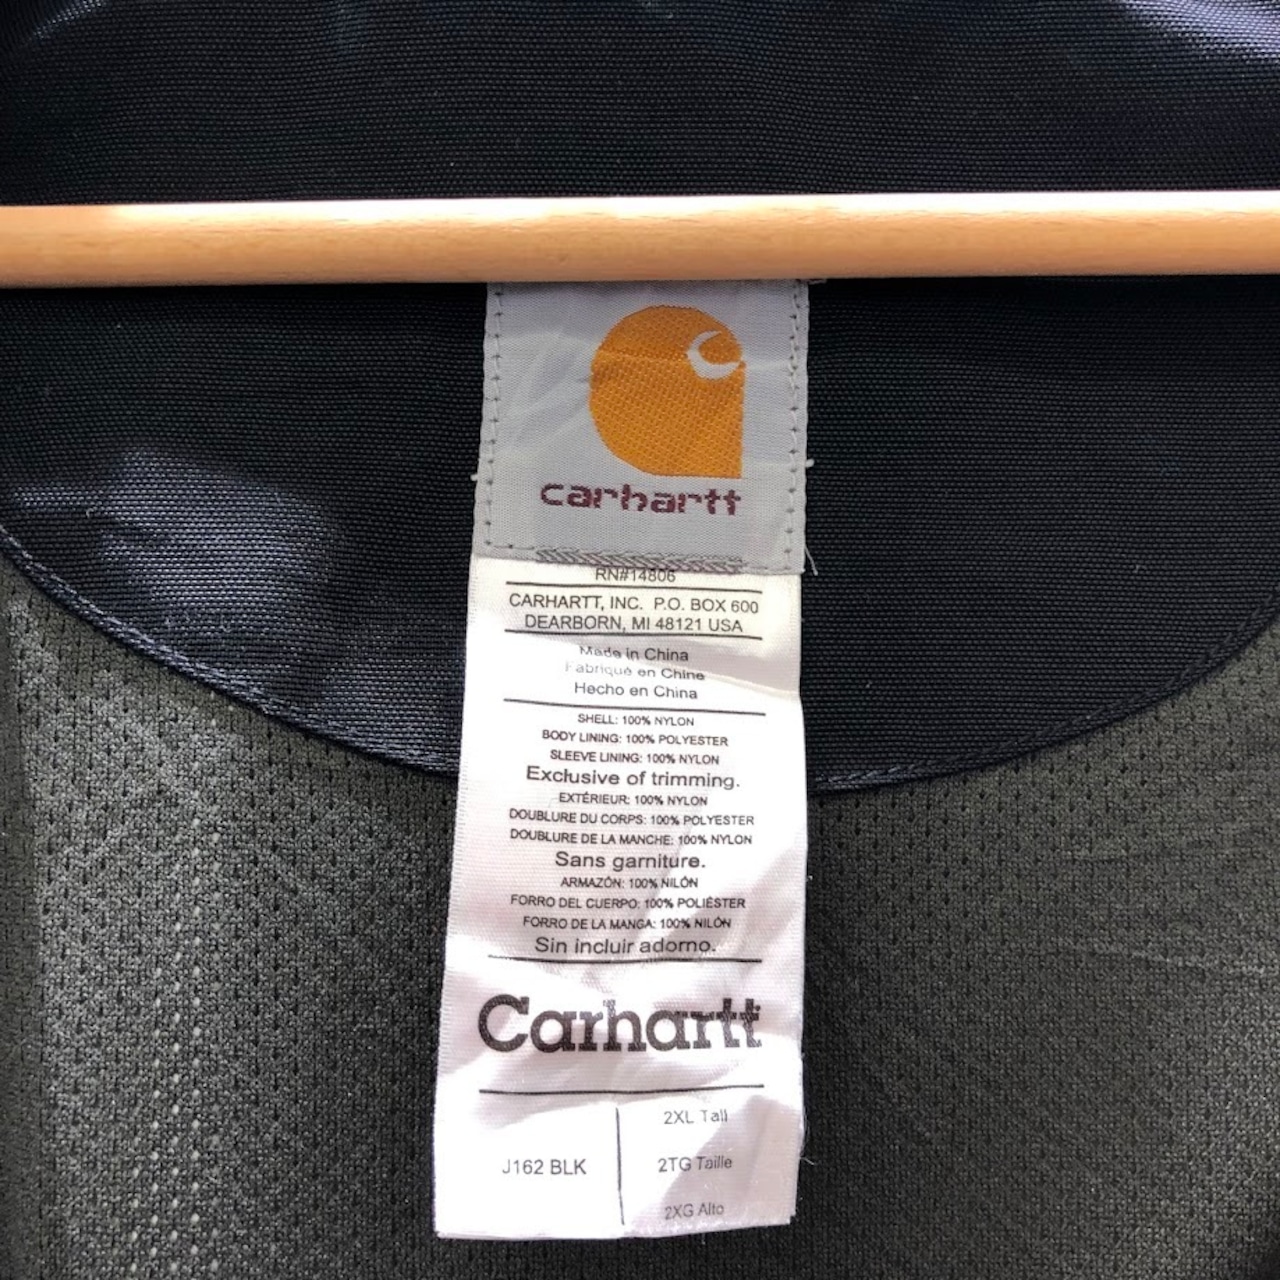 carhartt
RN#14806
CARHARTT, INC. P.O. BOX 600
DEARBORN, MI 48121 USA
Made in China
Fabriqué en Chine
Hecho en China
SHELL: 100% NYLON
BODY LINING: 100% POLYESTER
SLEEVE LINING: 100% NYLON
Exclusive of trimming.
EXTÉRIEUR: 100% NYLON
DOUBLURE DU CORPS: 100% POLYESTER
DOUBLURE DE LA MANCHE: 100% NYLON
Sans garniture.
ARMAZÓN: 100% NILÓN
FORRO DEL CUERPO: 100% POLIÉSTER
FORRO DE LA MANGA: 100% NILÓN
Sin incluir adorno.
Carhartt
J162 BLK
2XL Tall
2TG Taille
2XG Alto